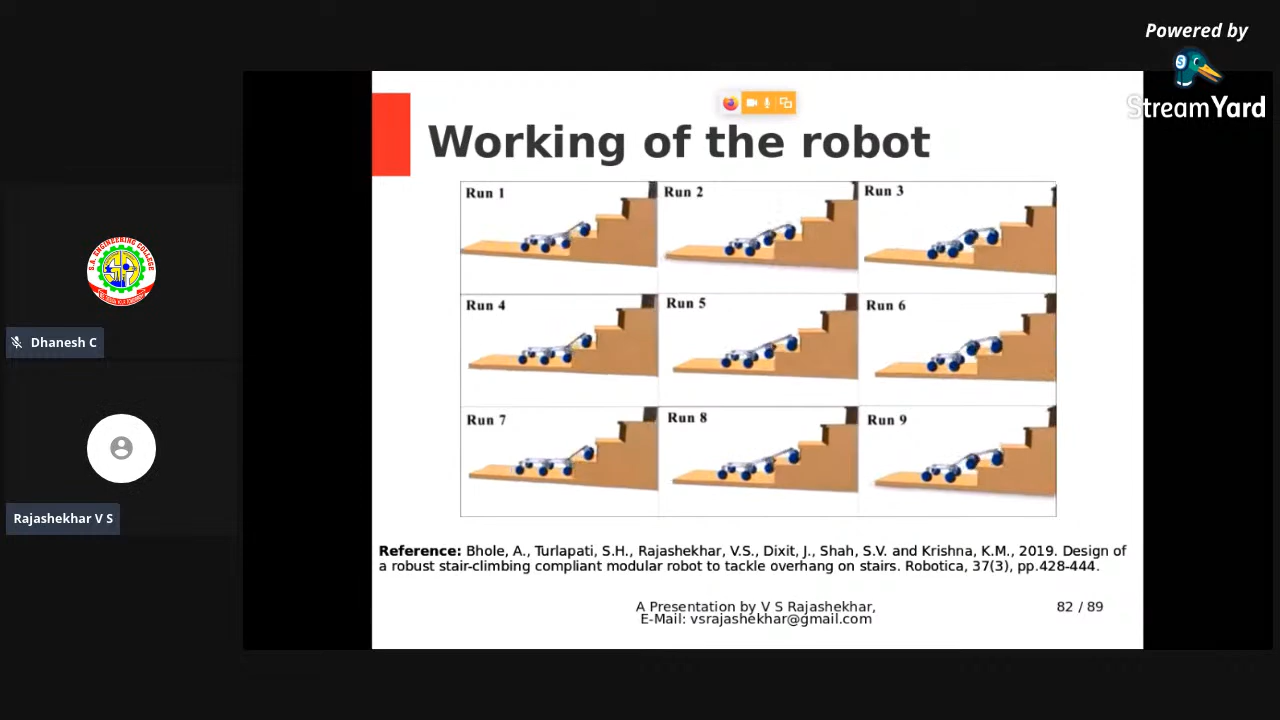 Powered by
StreamYard
Working of the robot
Run 1
Run 2
Run 3
Run 4
Run 5
Run 6
Run 7
Run 8
Run 9
Dhanesh C
Rajashekhar V S
Reference: Bhole, A., Turlapati, S.H., Rajashekhar, V.S., Dixit, J., Shah, S.V. and Krishna, K.M., 2019. Design of
a robust stair-climbing compliant modular robot to tackle overhang on stairs. Robotica, 37(3), pp.428-444.
A Presentation by V S Rajashekhar,
E-Mail: vsrajashekhar@gmail.com
82 / 89